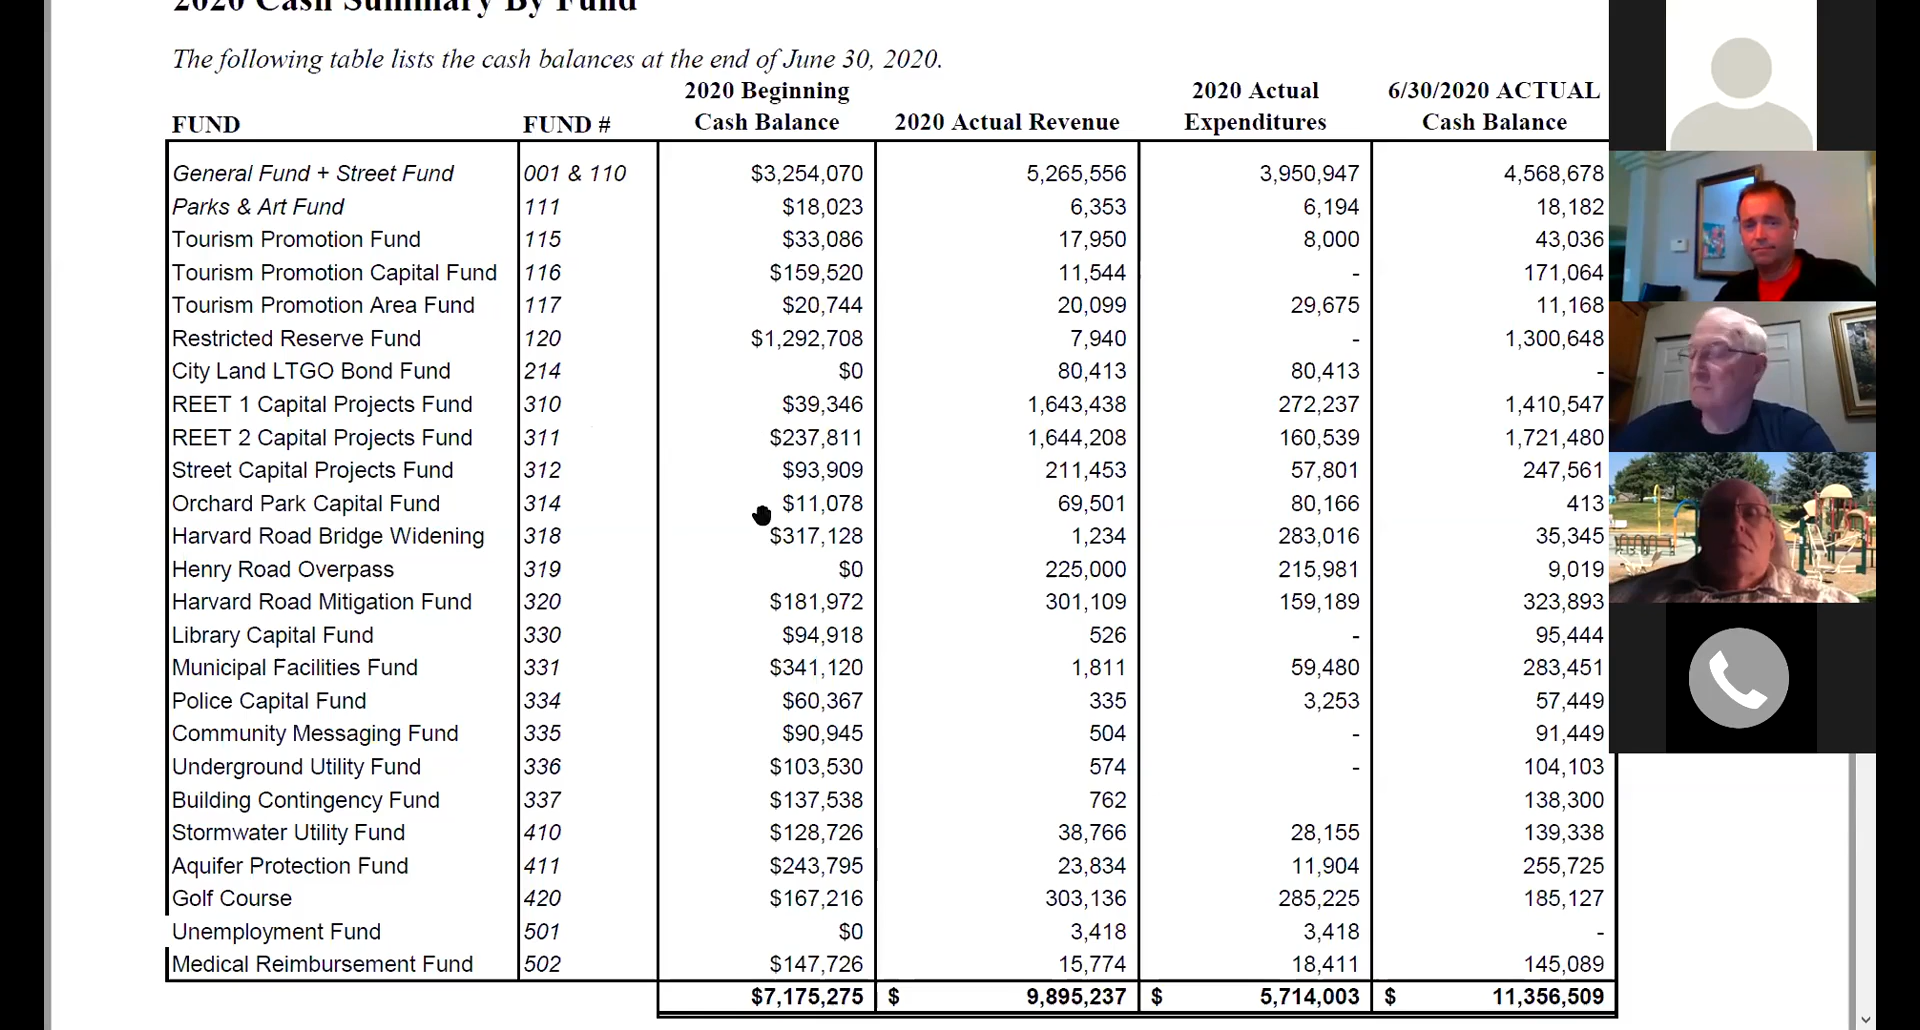 2020 Cash Summary By Fund
The following table lists the cash balances at the end of June 30, 2020.
2020 Beginning 2020 Actual 6/30/2020 ACTUAL
FUND FUND # Cash Balance 2020 Actual Revenue Expenditures Cash Balance
General Fund + Street Fund 001 & 110 $3,254,070 5,265,556 3,950,947 4,568,678
Parks & Art Fund 111 $18,023 6,353 6,194 18,182
Tourism Promotion Fund 115 $33,086 17,950 8,000 43,036
Tourism Promotion Capital Fund 116 $159,520 11,544 - 171,064
Tourism Promotion Area Fund 117 $20,744 20,099 29,675 11,168
Restricted Reserve Fund 120 $1,292,708 7,940 - 1,300,648
City Land LTGO Bond Fund 214 $0 80,413 80,413 -
REET 1 Capital Projects Fund 310 $39,346 1,643,438 272,237 1,410,547
REET 2 Capital Projects Fund 311 $237,811 1,644,208 160,539 1,721,480
Street Capital Projects Fund 312 $93,909 211,453 57,801 247,561
Orchard Park Capital Fund 314 $11,078 69,501 80,166 413
Harvard Road Bridge Widening 318 $317,128 1,234 283,016 35,345
Henry Road Overpass 319 $0 225,000 215,981 9,019
Harvard Road Mitigation Fund 320 $181,972 301,109 159,189 323,893
Library Capital Fund 330 $94,918 526 - 95,444
Municipal Facilities Fund 331 $341,120 1,811 59,480 283,451
Police Capital Fund 334 $60,367 335 3,253 57,449
Community Messaging Fund 335 $90,945 504 - 91,449
Underground Utility Fund 336 $103,530 574 - 104,103
Building Contingency Fund 337 $137,538 762 138,300
Stormwater Utility Fund 410 $128,726 38,766 28,155 139,338
Aquifer Protection Fund 411 $243,795 23,834 11,904 255,725
Golf Course 420 $167,216 303,136 285,225 185,127
Unemployment Fund 501 $0 3,418 3,418 -
Medical Reimbursement Fund 502 $147,726 15,774 18,411 145,089
$7,175,275 $ 9,895,237 $ 5,714,003 $ 11,356,509